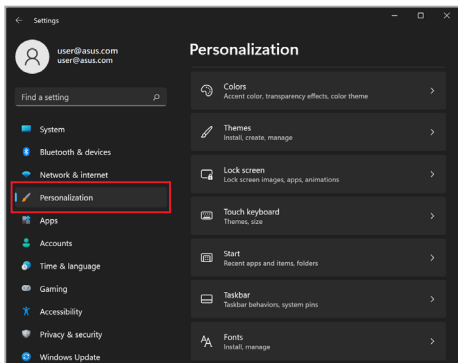 Settings
user@asus.com
user@asus.com
Find a setting
System
Bluetooth & devices
Network & internet
Personalization
Apps
Accounts
Time & language
Gaming
Accessibility
Privacy & security
Windows Update
Personalization
Colors
Accent color, transparency effects, color theme
Themes
Install, create, manage
Lock screen
Lock screen images, apps, animations
Touch keyboard
Themes, size
Start
Recent apps and items, folders
Taskbar
Taskbar behaviors, system pins
Fonts
Install, manage